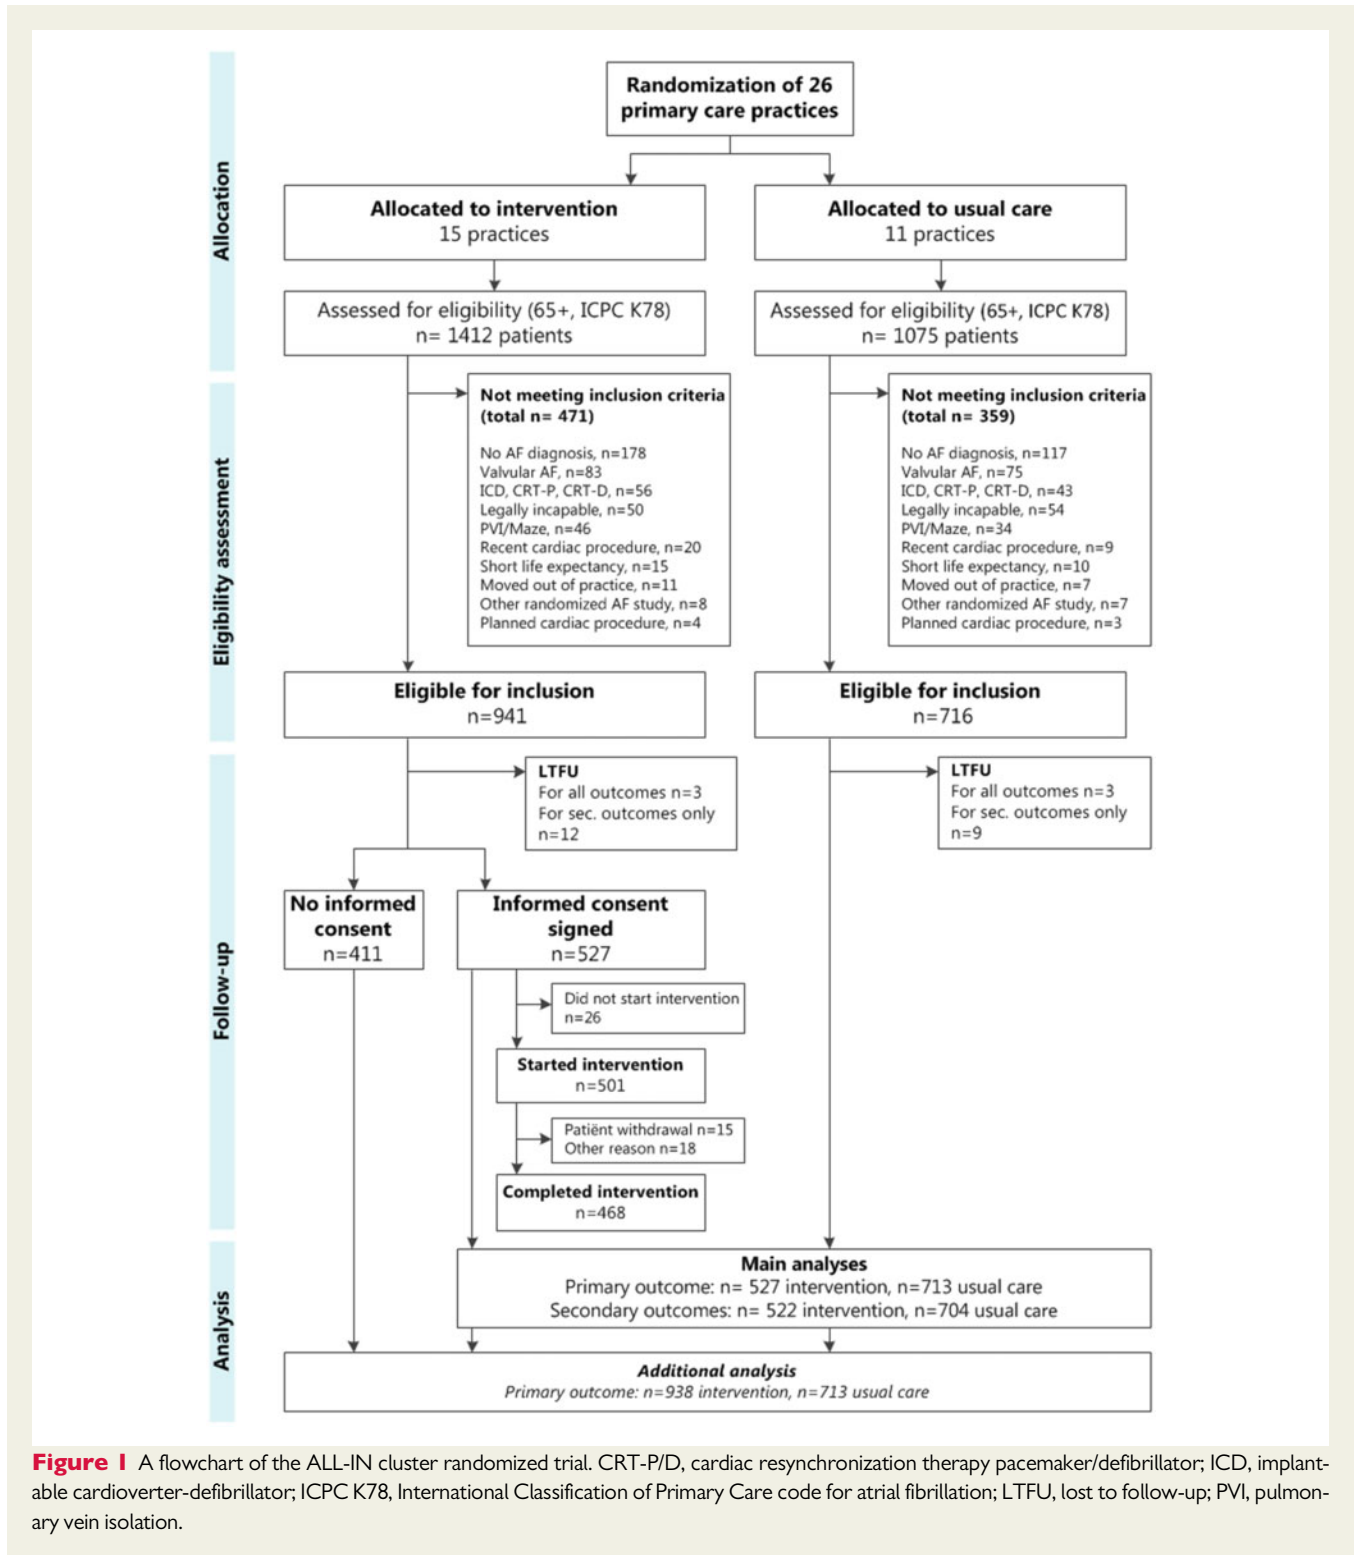 Allocation
Randomization of 26
primary care practices
Allocated to intervention
15 practices
Allocated to usual care
11 practices
Assessed for eligibility (65+, ICPC K78)
n= 1412 patients
Assessed for eligibility (65+, ICPC K78)
n= 1075 patients
Eligibility assessment
Not meeting inclusion criteria
(total n= 471)
No AF diagnosis, n=178
Valvular AF, n=83
ICD, CRT-P, CRT-D, n=56
Legally incapable, n=50
PVI/Maze, n=46
Recent cardiac procedure, n=20
Short life expectancy, n=15
Moved out of practice, n=11
Other randomized AF study, n=8
Planned cardiac procedure, n=4
Not meeting inclusion criteria
(total n= 359)
No AF diagnosis, n=117
Valvular AF, n=75
ICD, CRT-P, CRT-D, n=43
Legally incapable, n=54
PVI/Maze, n=34
Recent cardiac procedure, n=9
Short life expectancy, n=10
Moved out of practice, n=7
Other randomized AF study, n=7
Planned cardiac procedure, n=3
Eligible for inclusion
n=941
Eligible for inclusion
n=716
Follow-up
LTFU
For all outcomes n=3
For sec. outcomes only
n=12
LTFU
For all outcomes n=3
For sec. outcomes only
n=9
No informed
consent
n=411
Informed consent
signed
n=527
Did not start intervention
n=26
Started intervention
n=501
Patiënt withdrawal n=15
Other reason n=18
Completed intervention
n=468
Analysis
Main analyses
Primary outcome: n= 527 intervention, n=713 usual care
Secondary outcomes: n= 522 intervention, n=704 usual care
Additional analysis
Primary outcome: n=938 intervention, n=713 usual care
Figure 1 A flowchart of the ALL-IN cluster randomized trial. CRT-P/D, cardiac resynchronization therapy pacemaker/defibrillator; ICD, implant-
able cardioverter-defibrillator; ICPC K78, International Classification of Primary Care code for atrial fibrillation; LTFU, lost to follow-up; PVI, pulmon-
ary vein isolation.